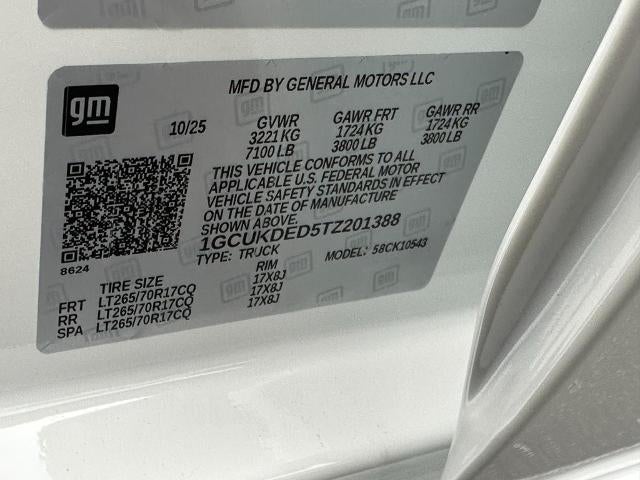 gm
MFD BY GENERAL MOTORS LLC
10/25 GVWR GAWR FRT GAWR RR
3221 KG 1724 KG 1724 KG
7100 LB 3800 LB 3800 LB
THIS VEHICLE CONFORMS TO ALL
APPLICABLE U.S. FEDERAL MOTOR
VEHICLE SAFETY STANDARDS IN EFFECT
ON THE DATE OF MANUFACTURE
SHOWN ABOVE.
1GCUKDED5TZ201388
TYPE: TRUCK MODEL: 58CK10543
8624
TIRE SIZE RIM
FRT LT265/70R17CQ 17X8J
RR LT265/70R17CQ 17X8J
SPA LT265/70R17CQ 17X8J